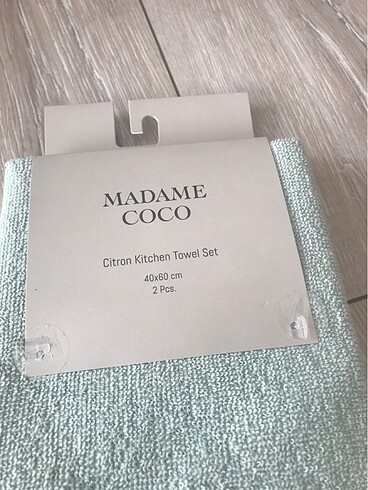 MADAME
COCO
Citron Kitchen Towel Set
40x60 cm
2 Pcs.